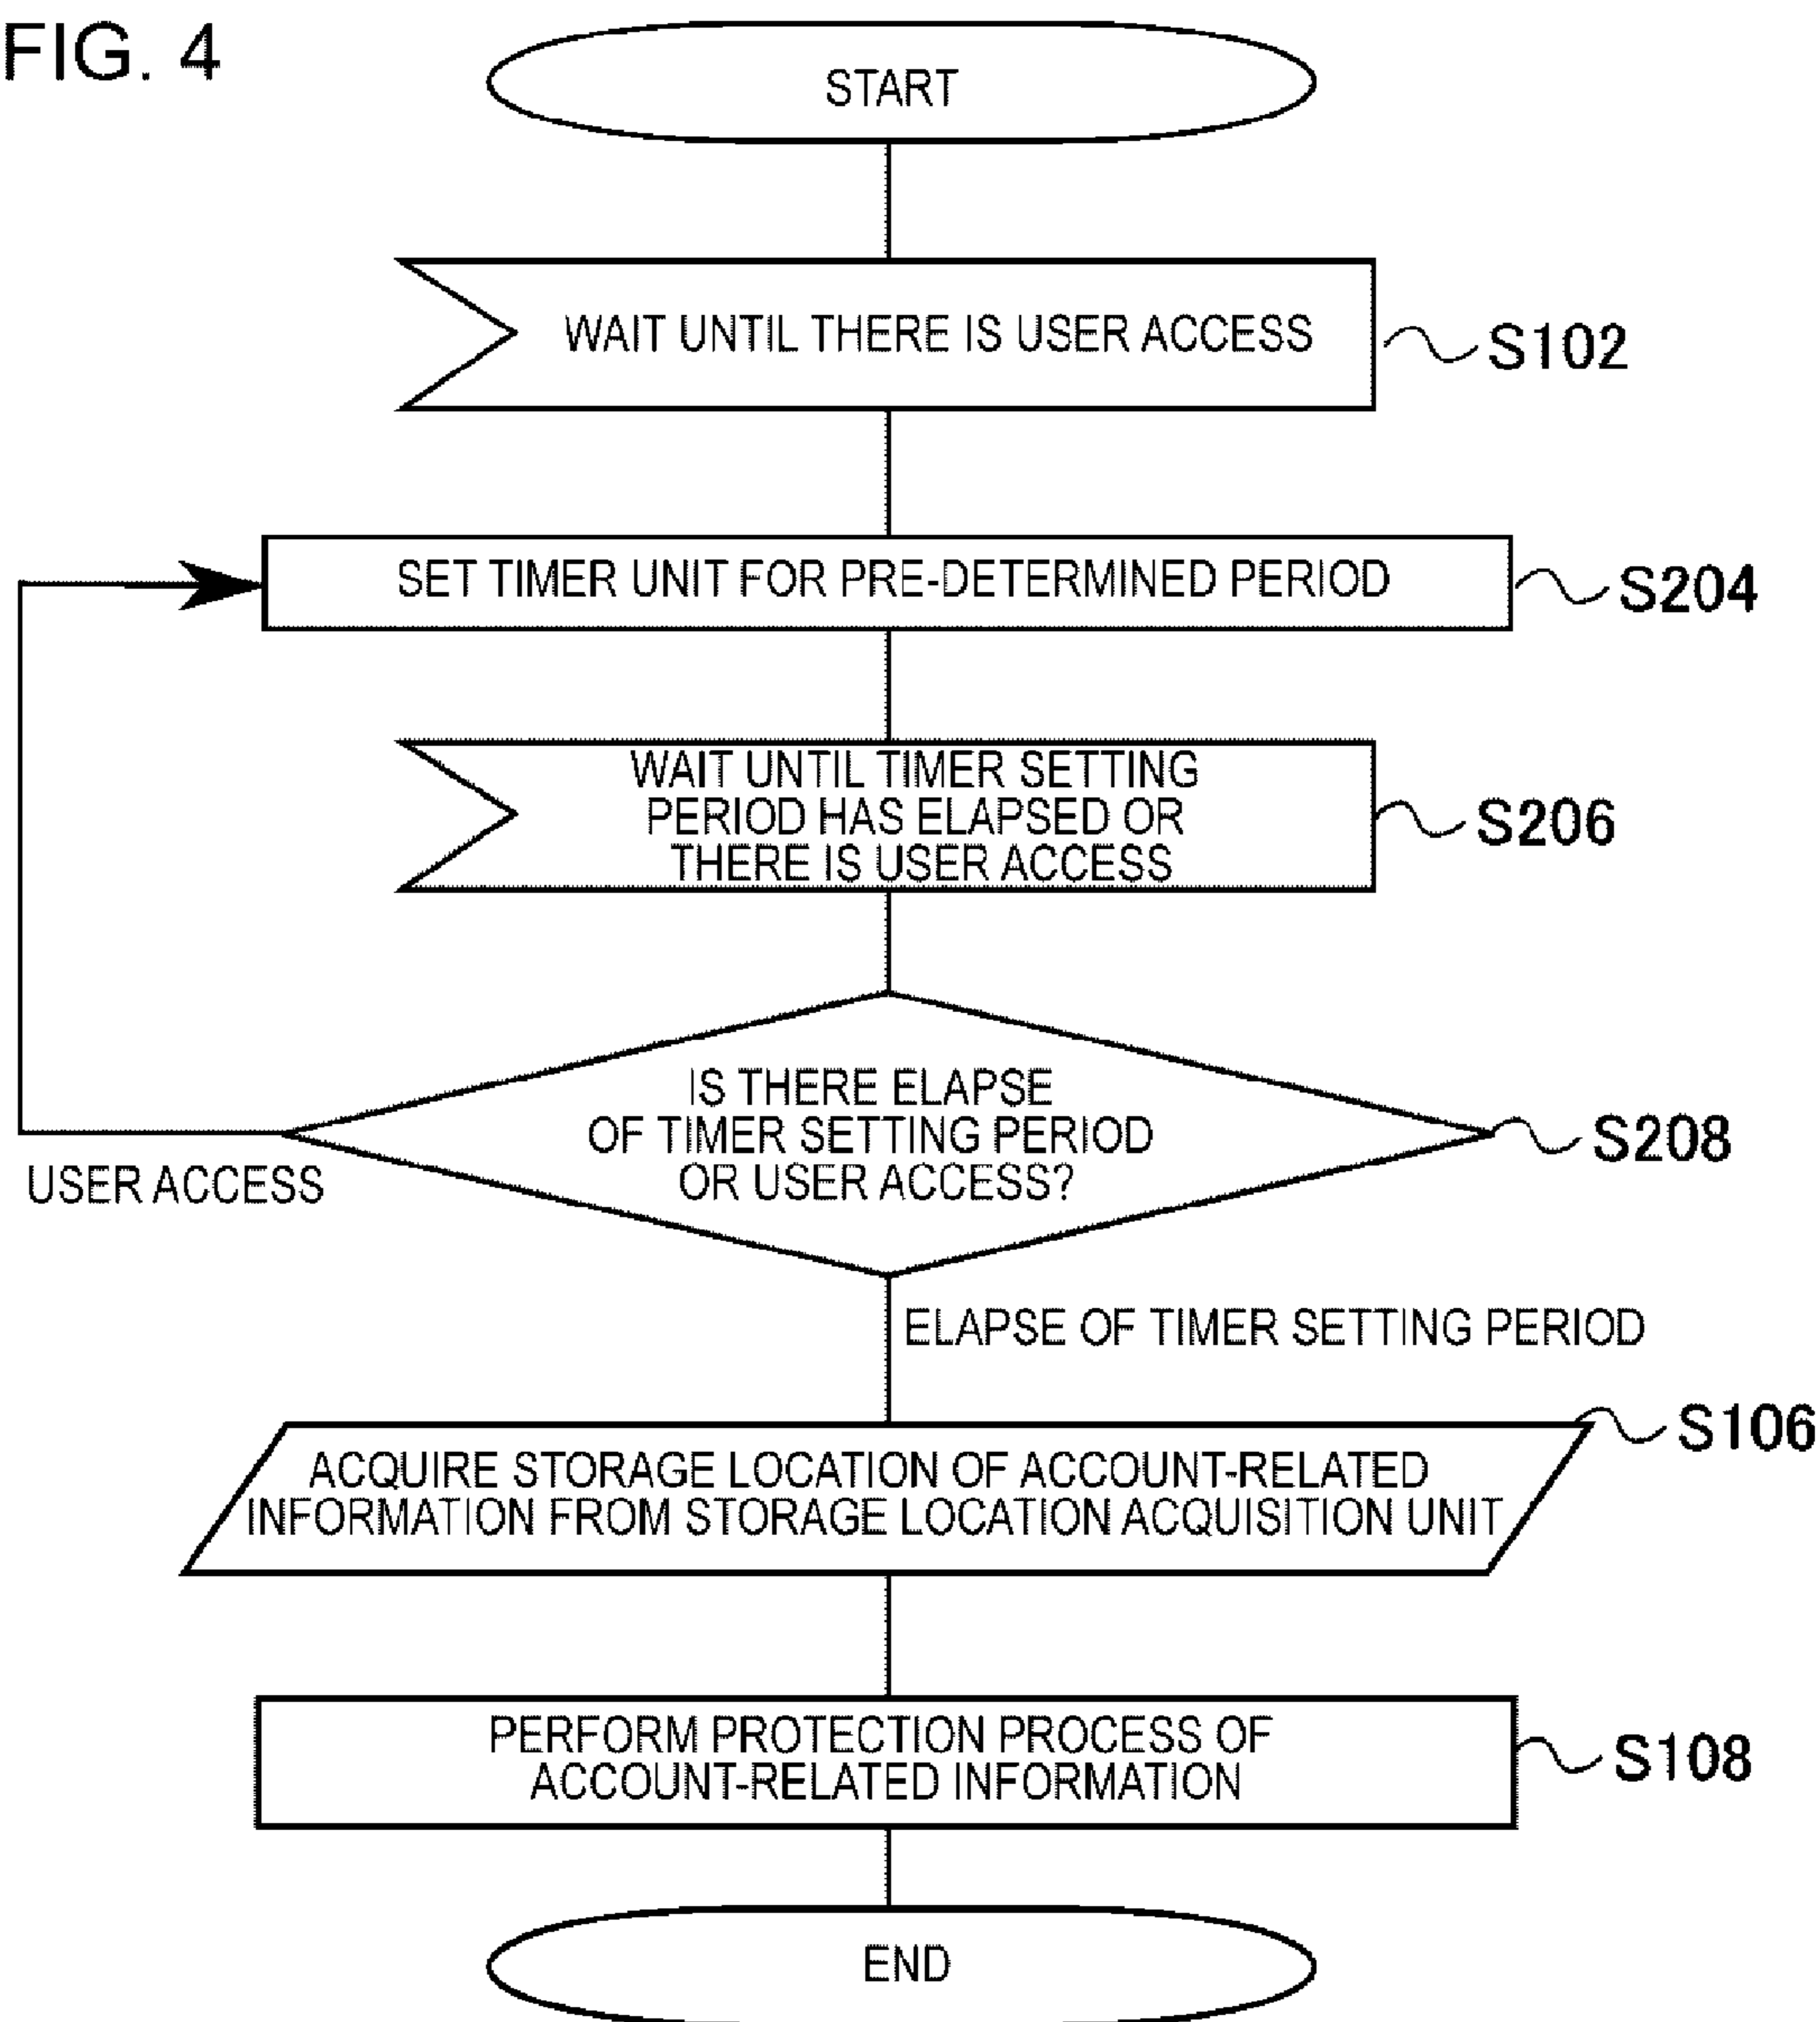 FIG. 4
START
WAIT UNTIL THERE IS USER ACCESS
S102
SET TIMER UNIT FOR PRE-DETERMINED PERIOD
S204
WAIT UNTIL TIMER SETTING
PERIOD HAS ELAPSED OR
THERE IS USER ACCESS
S206
IS THERE ELAPSE
OF TIMER SETTING PERIOD
OR USER ACCESS?
S208
USER ACCESS
ELAPSE OF TIMER SETTING PERIOD
S106
ACQUIRE STORAGE LOCATION OF ACCOUNT-RELATED
INFORMATION FROM STORAGE LOCATION ACQUISITION UNIT
PERFORM PROTECTION PROCESS OF
ACCOUNT-RELATED INFORMATION
S108
END